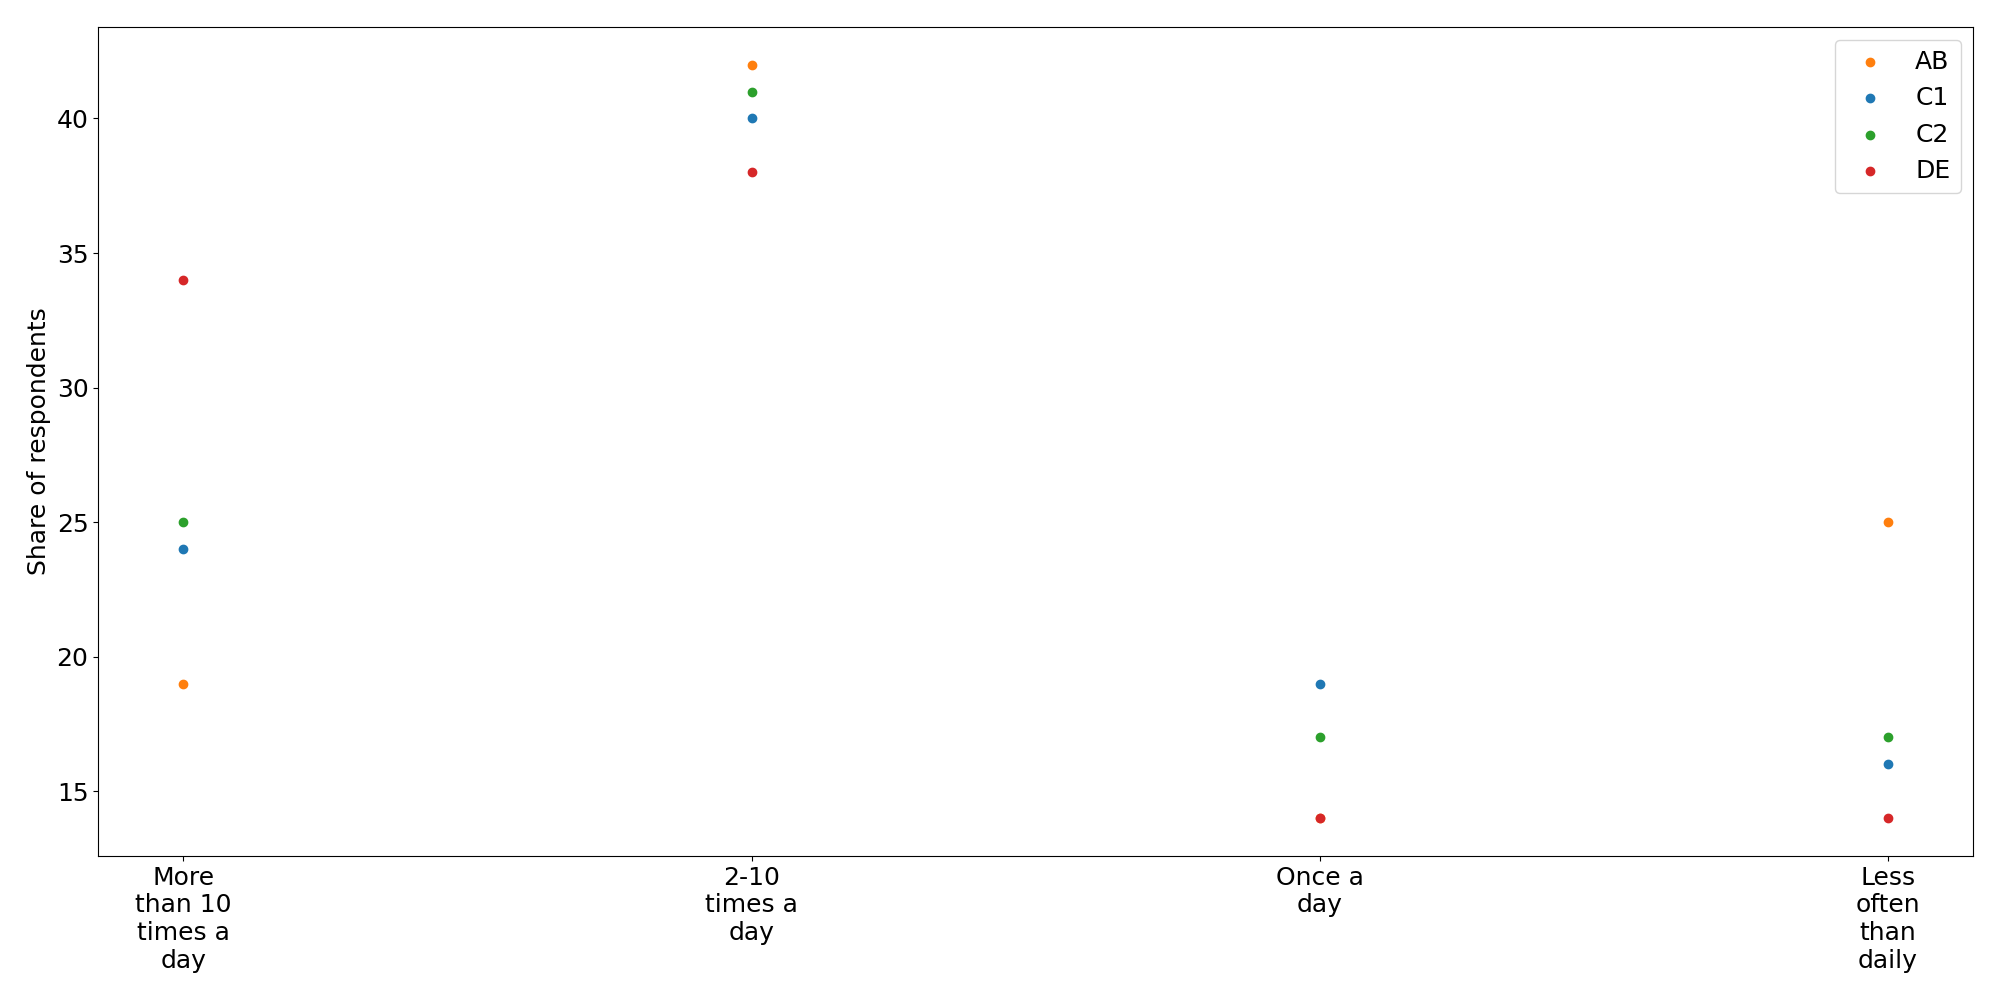 AB
C1
C2
DE
Share of respondents
40
35
30
25
20
15
More
than 10
times a
day
2-10
times a
day
Once a
day
Less
often
than
daily